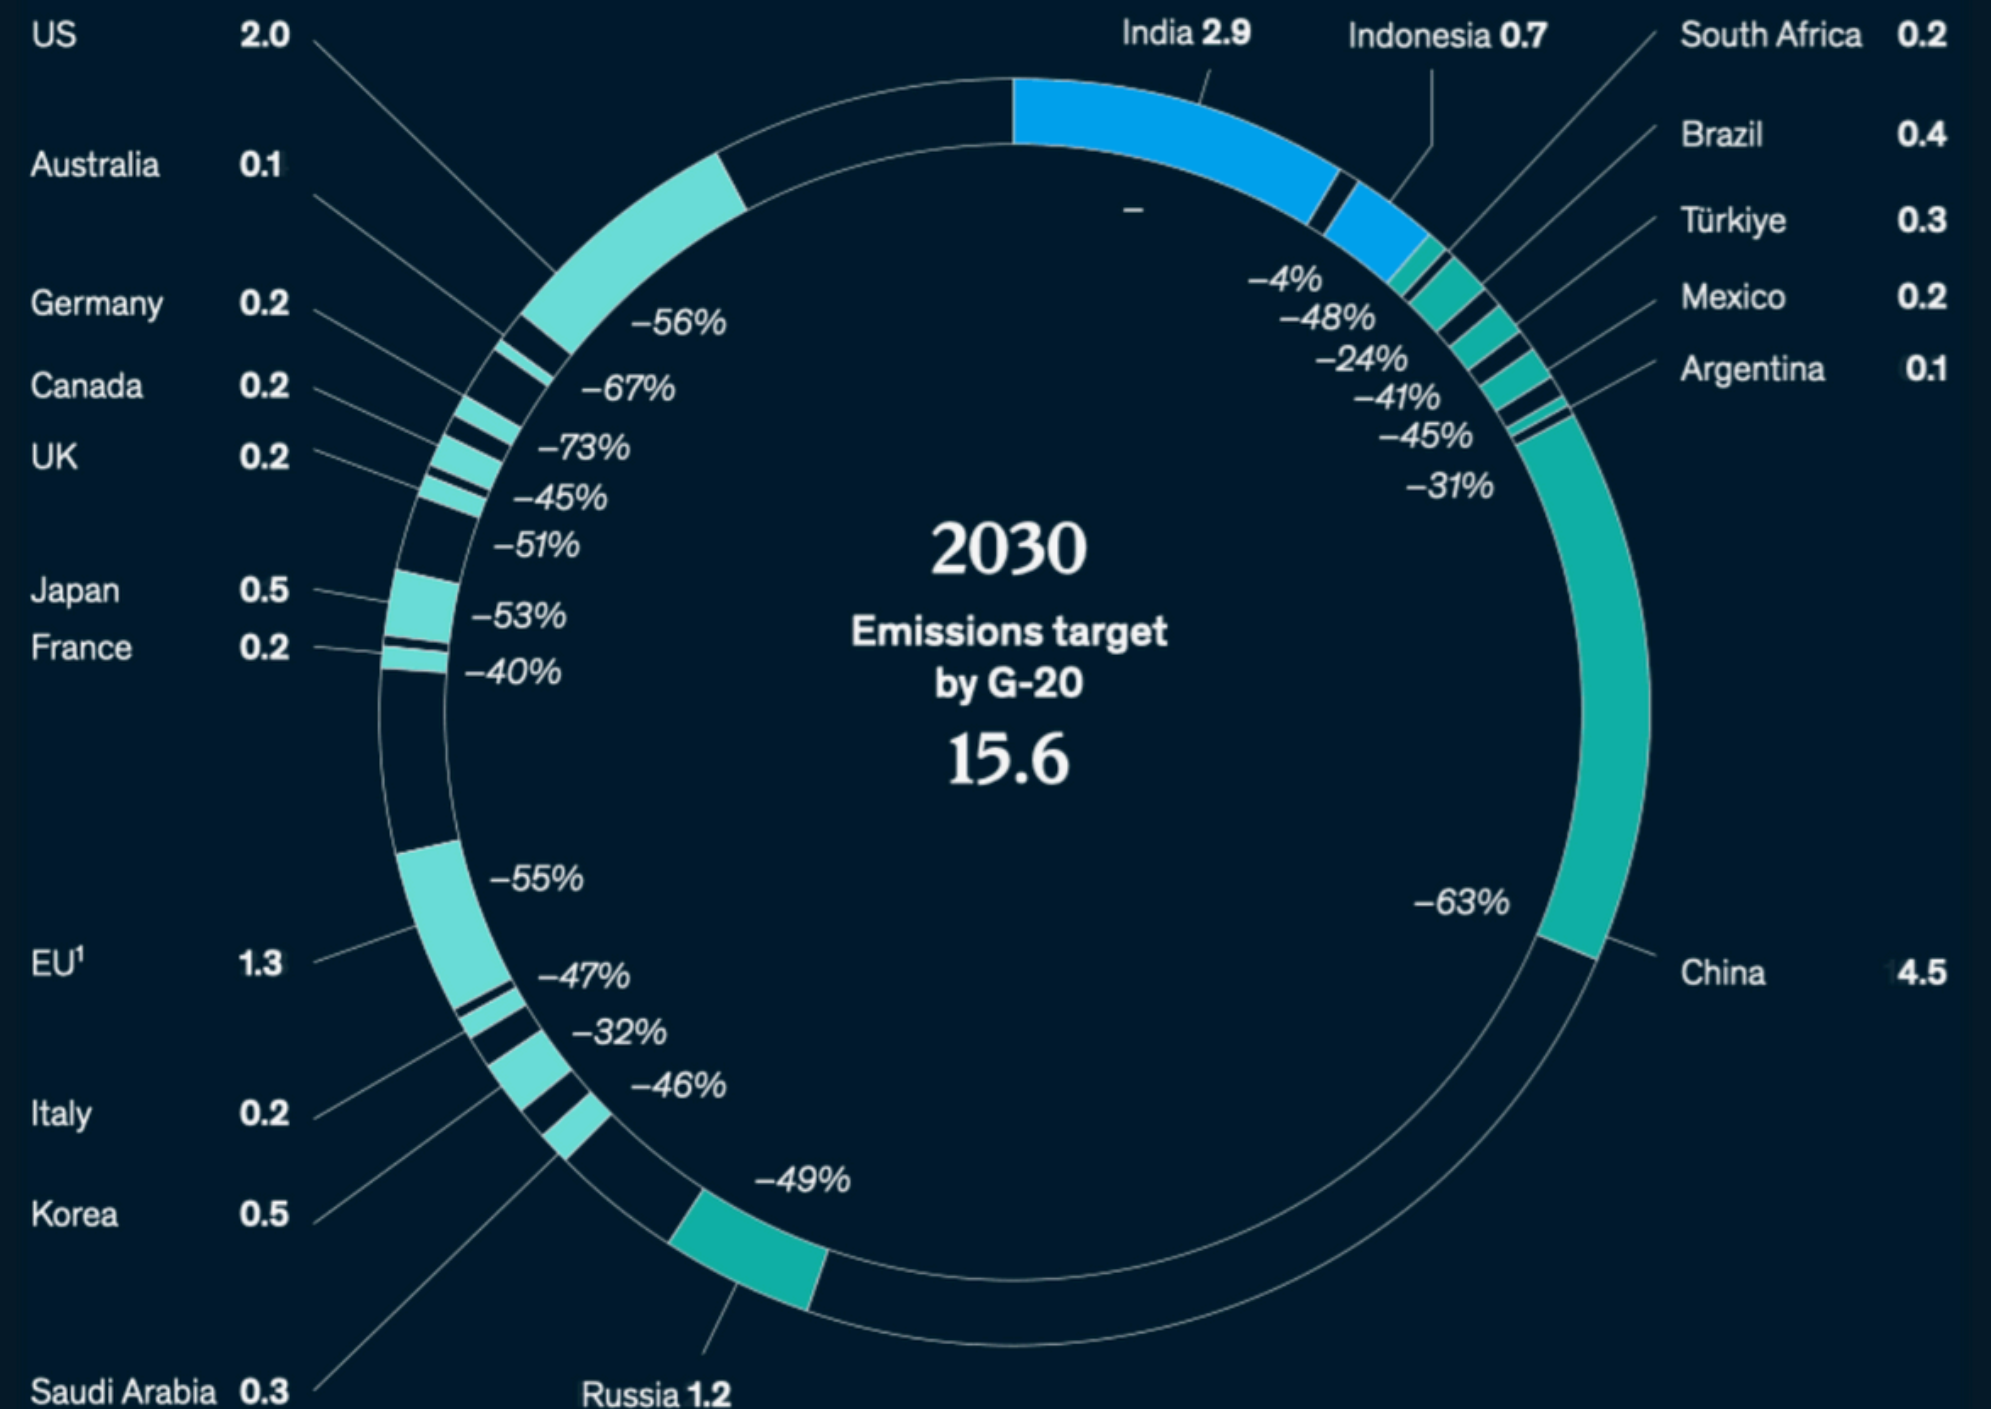 US 2.0
Australia 0.1
Germany 0.2
Canada 0.2
UK 0.2
Japan 0.5
France 0.2
EU¹ 1.3
Italy 0.2
Korea 0.5
Saudi Arabia 0.3
India 2.9
Indonesia 0.7
South Africa 0.2
Brazil 0.4
Türkiye 0.3
Mexico 0.2
Argentina 0.1
China 4.5
Russia 1.2
–
–4%
–48%
–24%
–41%
–45%
–31%
–63%
–49%
–46%
–32%
–47%
–55%
–40%
–53%
–51%
–45%
–73%
–67%
–56%
2030
Emissions target
by G-20
15.6